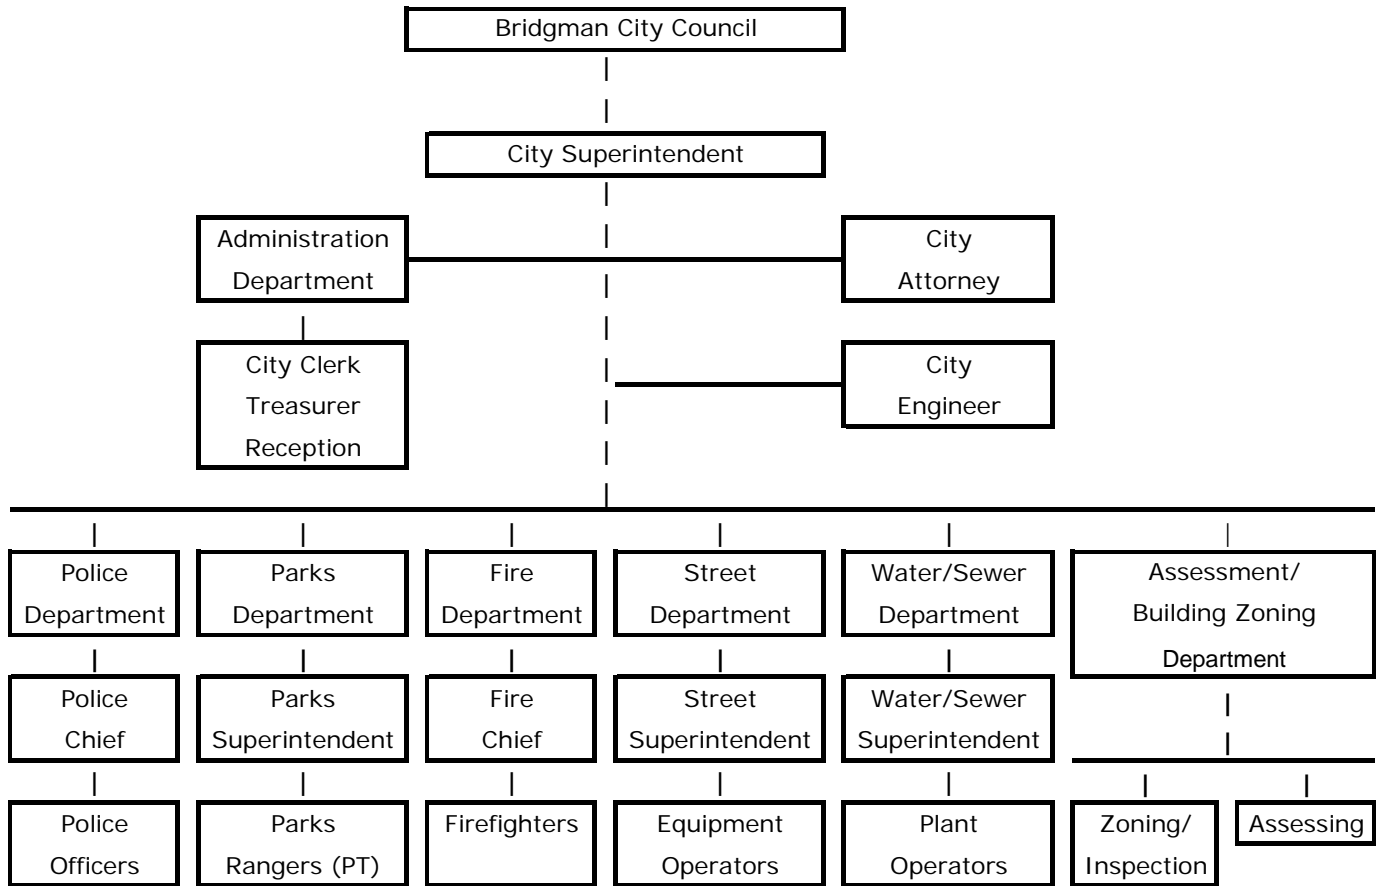 Bridgman City Council
City Superintendent
Administration
Department
City
Attorney
City Clerk
Treasurer
Reception
City
Engineer
Police
Department
Parks
Department
Fire
Department
Street
Department
Water/Sewer
Department
Assessment/
Building Zoning
Department
Police
Chief
Parks
Superintendent
Fire
Chief
Street
Superintendent
Water/Sewer
Superintendent
Police
Officers
Parks
Rangers (PT)
Firefighters
Equipment
Operators
Plant
Operators
Zoning/
Inspection
Assessing